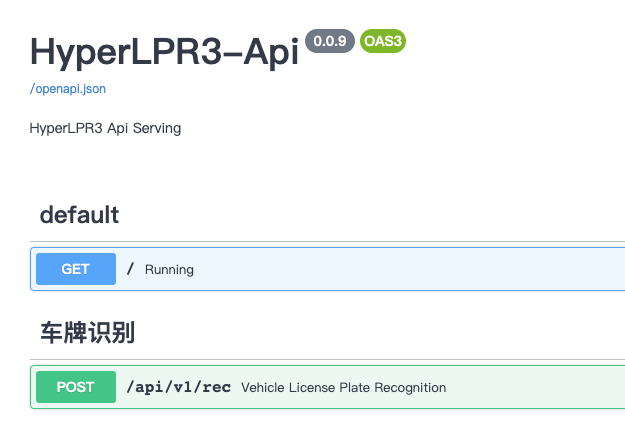 HyperLPR3-Api 0.0.9 OAS3
/openapi.json
HyperLPR3 Api Serving
default
GET / Running
车牌识别
POST /api/v1/rec Vehicle License Plate Recognition